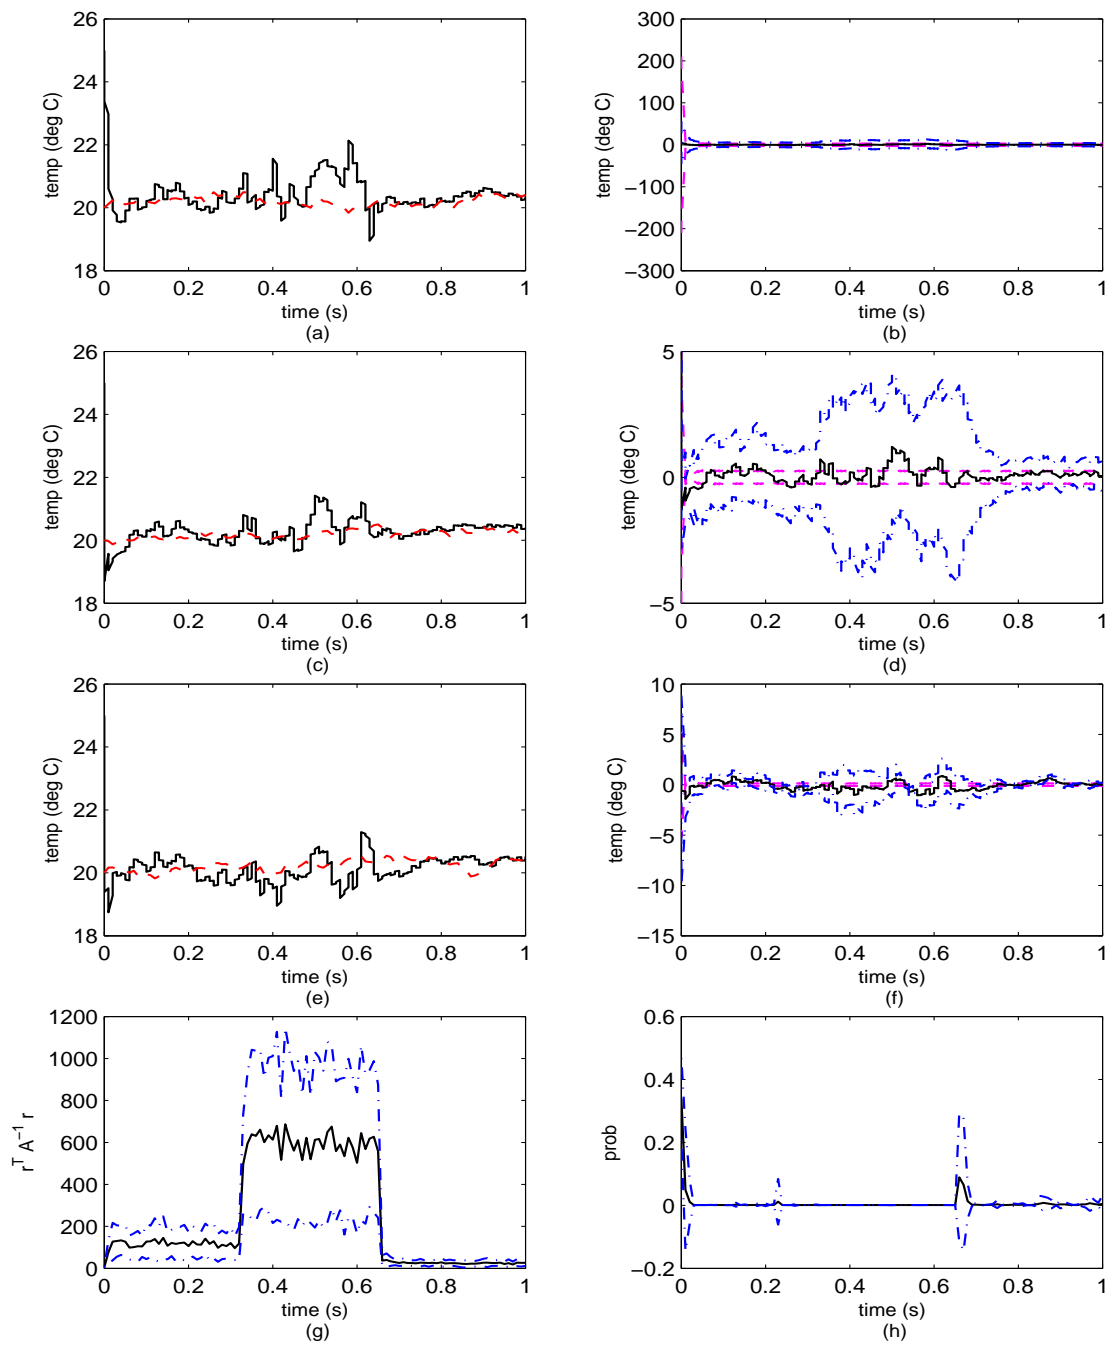 26
24
22
20
18
temp (deg C)
0 0.2 0.4 0.6 0.8 1
time (s)
(a)
300
200
100
0
−100
−200
−300
temp (deg C)
0 0.2 0.4 0.6 0.8 1
time (s)
(b)
26
24
22
20
18
temp (deg C)
0 0.2 0.4 0.6 0.8 1
time (s)
(c)
5
0
−5
temp (deg C)
0 0.2 0.4 0.6 0.8 1
time (s)
(d)
26
24
22
20
18
temp (deg C)
0 0.2 0.4 0.6 0.8 1
time (s)
(e)
10
5
0
−5
−10
−15
temp (deg C)
0 0.2 0.4 0.6 0.8 1
time (s)
(f)
1200
1000
800
600
400
200
0
r^T A^−1 r
0 0.2 0.4 0.6 0.8 1
time (s)
(g)
0.6
0.4
0.2
0
−0.2
prob
0 0.2 0.4 0.6 0.8 1
time (s)
(h)